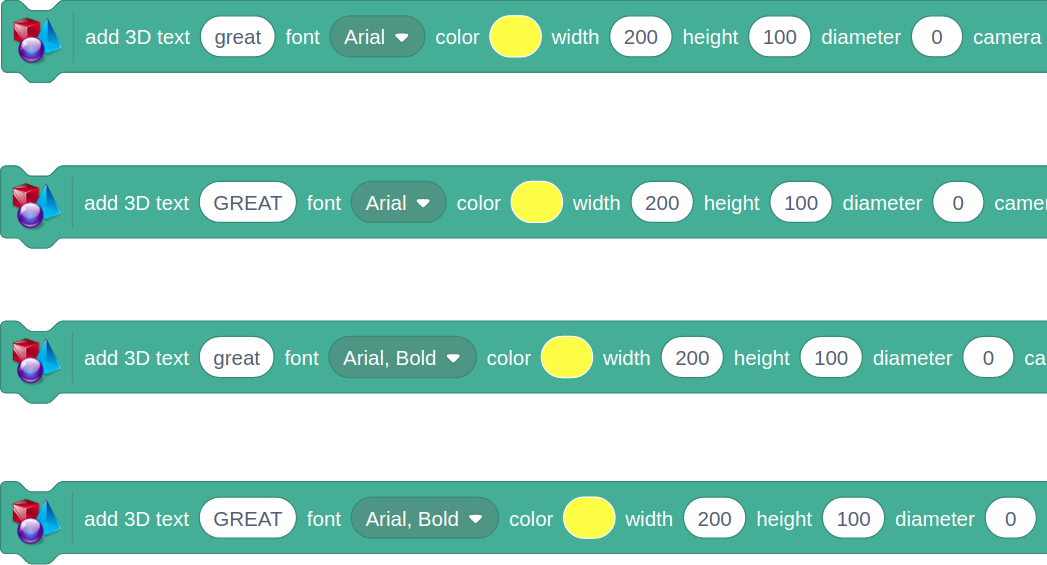 add 3D text great font Arial color width 200 height 100 diameter 0 camera
add 3D text GREAT font Arial color width 200 height 100 diameter 0
add 3D text great font Arial, Bold color width 200 height 100 diameter 0
add 3D text GREAT font Arial, Bold color width 200 height 100 diameter 0